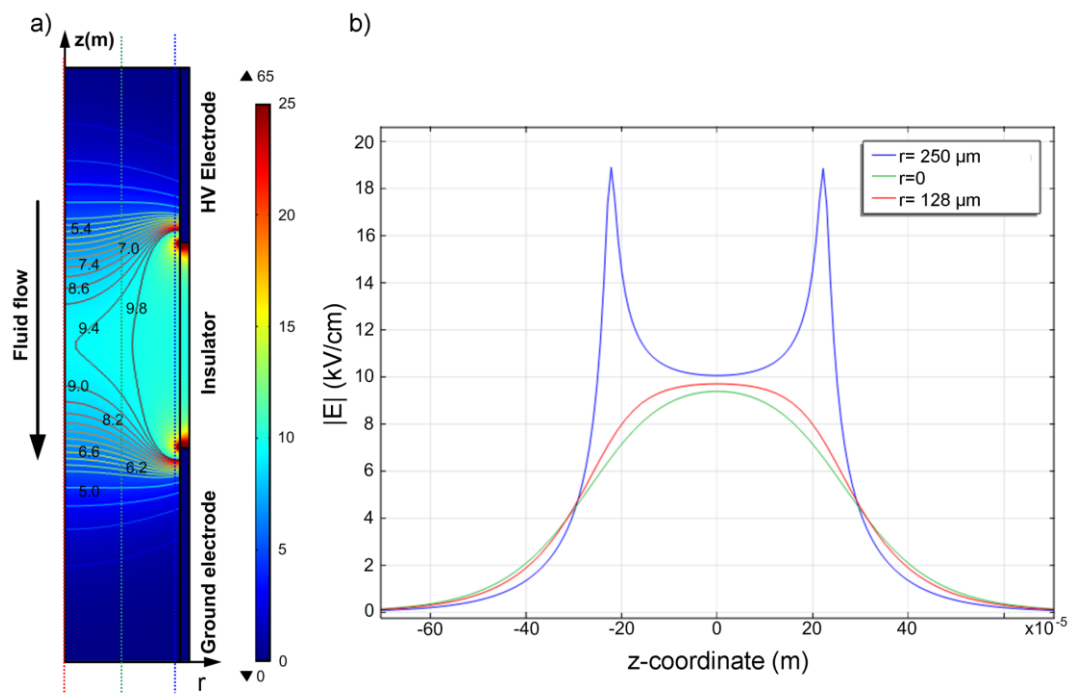 a)
z(m)
65
25
20
15
10
5
0
0
HV Electrode
Insulator
Ground electrode
Fluid flow
5.4
7.0
7.4
8.6
9.8
9.4
9.0
8.2
6.6
6.2
5.0
r
b)
|E| (kV/cm)
20
18
16
14
12
10
8
6
4
2
0
-60
-40
-20
0
20
40
x10-5
z-coordinate (m)
r= 250 μm
r=0
r= 128 μm